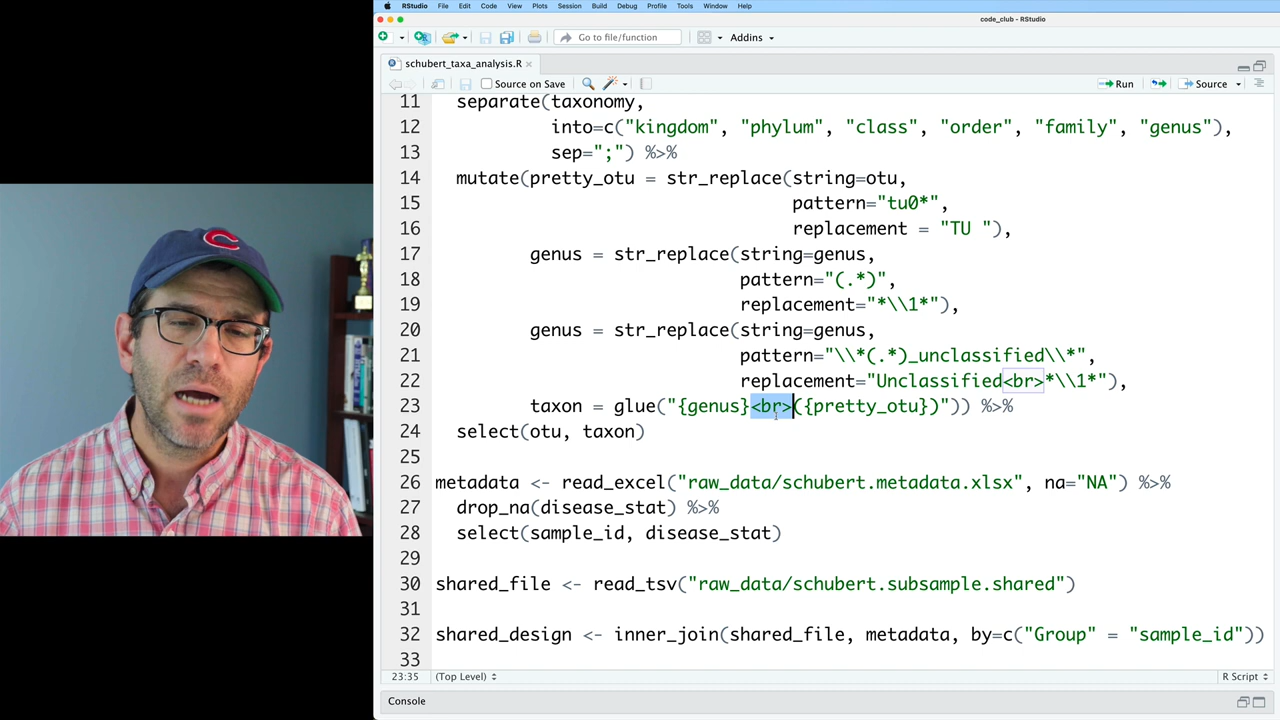 RStudio File Edit Code View Plots Session Build Debug Profile Tools Window Help
code_club - RStudio
Go to file/function Addins
schubert_taxa_analysis.R
Source on Save Run Source
11 separate(taxonomy,
12 into=c("kingdom", "phylum", "class", "order", "family", "genus"),
13 sep=";") %>%
14 mutate(pretty_otu = str_replace(string=otu,
15 pattern="tu0*",
16 replacement = "TU "),
17 genus = str_replace(string=genus,
18 pattern="(.*)",
19 replacement="*\\1*"),
20 genus = str_replace(string=genus,
21 pattern="\\*(.*)_unclassified\\*",
22 replacement="Unclassified<br>*\\1*"),
23 taxon = glue("{genus}<br>({pretty_otu})")) %>%
24 select(otu, taxon)
25
26 metadata <- read_excel("raw_data/schubert.metadata.xlsx", na="NA") %>%
27 drop_na(disease_stat) %>%
28 select(sample_id, disease_stat)
29
30 shared_file <- read_tsv("raw_data/schubert.subsample.shared")
31
32 shared_design <- inner_join(shared_file, metadata, by=c("Group" = "sample_id"))
33
23:35 (Top Level) R Script
Console
C